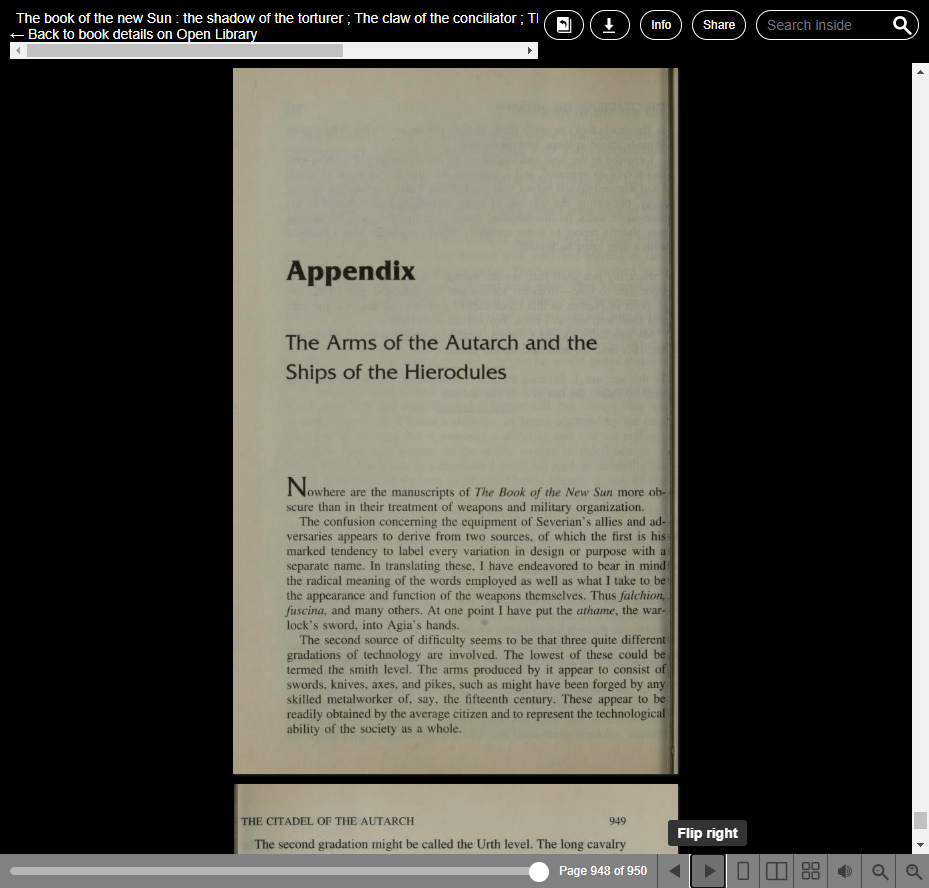 The book of the new Sun : the shadow of the torturer ; The claw of the conciliator ;
← Back to book details on Open Library
Info
Share
Search inside
Appendix
The Arms of the Autarch and the
Ships of the Hierodules
Nowhere are the manuscripts of The Book of the New Sun more ob-
scure than in their treatment of weapons and military organization.
The confusion concerning the equipment of Severian's allies and ad-
versaries appears to derive from two sources, of which the first is his
marked tendency to label every variation in design or purpose with a
separate name. In translating these, I have endeavored to bear in mind
the radical meaning of the words employed as well as what I take to be
the appearance and function of the weapons themselves. Thus falchion,
fuscina, and many others. At one point I have put the athame, the war-
lock's sword, into Agia's hands.
The second source of difficulty seems to be that three quite different
gradations of technology are involved. The lowest of these could be
termed the smith level. The arms produced by it appear to consist of
swords, knives, axes, and pikes, such as might have been forged by any
skilled metalworker of, say, the fifteenth century. These appear to be
readily obtained by the average citizen and to represent the technological
ability of the society as a whole.
THE CITADEL OF THE AUTARCH 949
The second gradation might be called the Urth level. The long cavalry
Flip right
Page 948 of 950